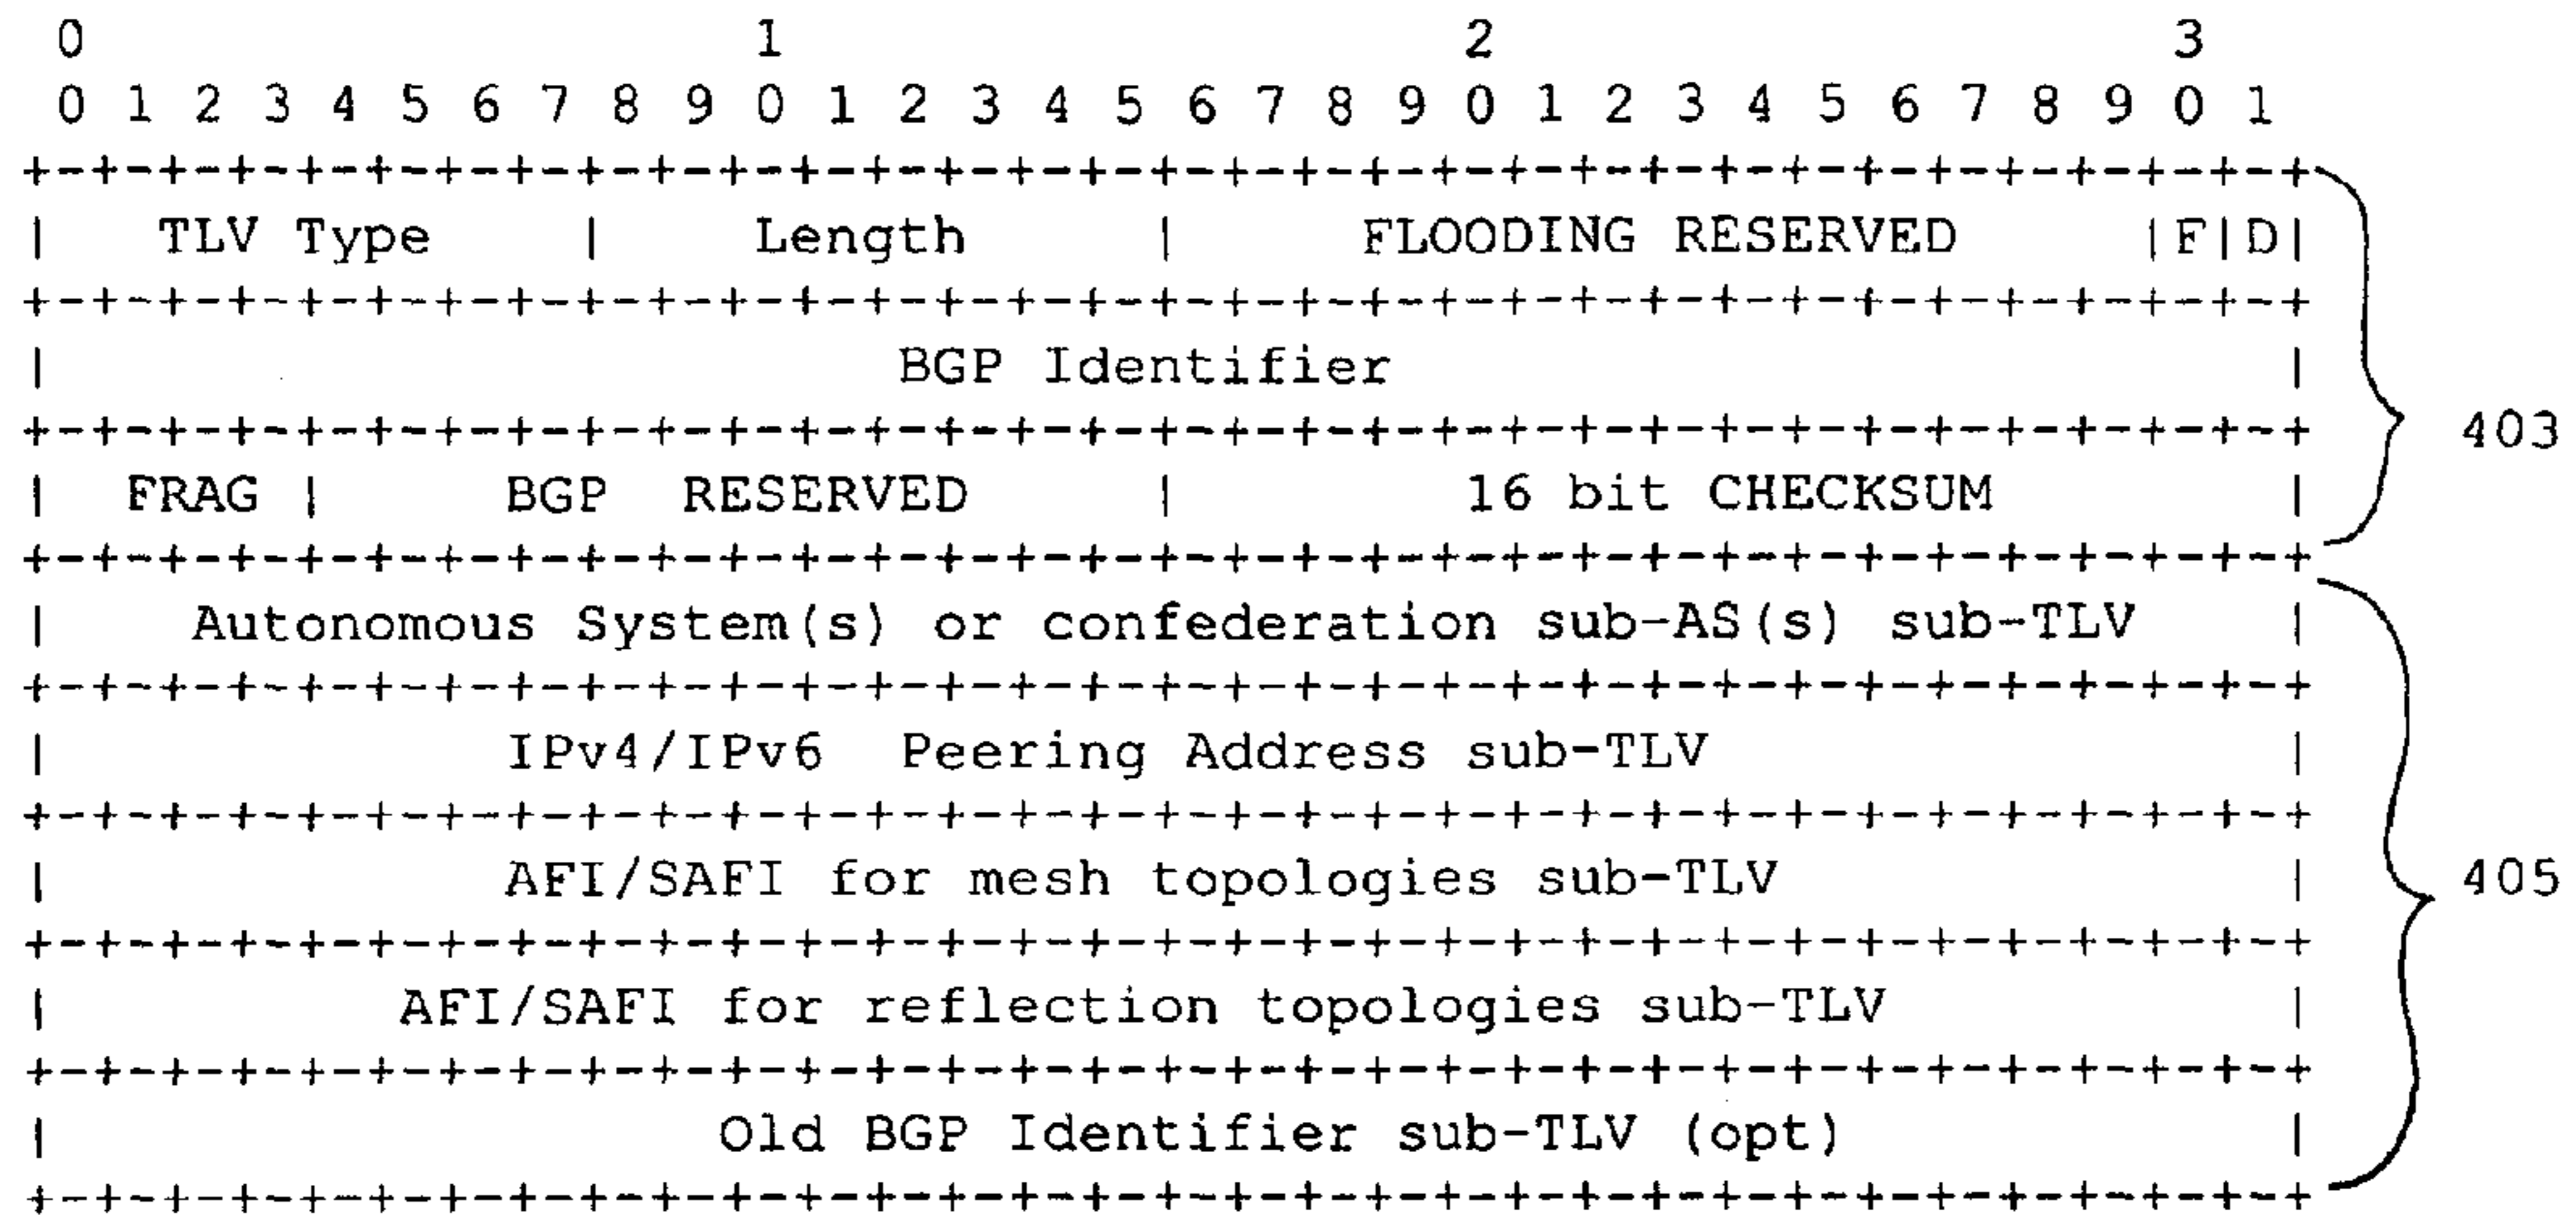 0 1 2 3
0 1 2 3 4 5 6 7 8 9 0 1 2 3 4 5 6 7 8 9 0 1 2 3 4 5 6 7 8 9 0 1
+-+-+-+-+-+-+-+-+-+-+-+-+-+-+-+-+-+-+-+-+-+-+-+-+-+-+-+-+-+-+-+-+
| TLV Type | Length | FLOODING RESERVED |F|D|
+-+-+-+-+-+-+-+-+-+-+-+-+-+-+-+-+-+-+-+-+-+-+-+-+-+-+-+-+-+-+-+-+
| BGP Identifier |
+-+-+-+-+-+-+-+-+-+-+-+-+-+-+-+-+-+-+-+-+-+-+-+-+-+-+-+-+-+-+-+-+ 403
| FRAG | BGP RESERVED | 16 bit CHECKSUM |
+-+-+-+-+-+-+-+-+-+-+-+-+-+-+-+-+-+-+-+-+-+-+-+-+-+-+-+-+-+-+-+-+
| Autonomous System(s) or confederation sub-AS(s) sub-TLV |
+-+-+-+-+-+-+-+-+-+-+-+-+-+-+-+-+-+-+-+-+-+-+-+-+-+-+-+-+-+-+-+-+
| IPv4/IPv6 Peering Address sub-TLV |
+-+-+-+-+-+-+-+-+-+-+-+-+-+-+-+-+-+-+-+-+-+-+-+-+-+-+-+-+-+-+-+-+
| AFI/SAFI for mesh topologies sub-TLV | 405
+-+-+-+-+-+-+-+-+-+-+-+-+-+-+-+-+-+-+-+-+-+-+-+-+-+-+-+-+-+-+-+-+
| AFI/SAFI for reflection topologies sub-TLV |
+-+-+-+-+-+-+-+-+-+-+-+-+-+-+-+-+-+-+-+-+-+-+-+-+-+-+-+-+-+-+-+-+
| Old BGP Identifier sub-TLV (opt) |
+-+-+-+-+-+-+-+-+-+-+-+-+-+-+-+-+-+-+-+-+-+-+-+-+-+-+-+-+-+-+-+-+